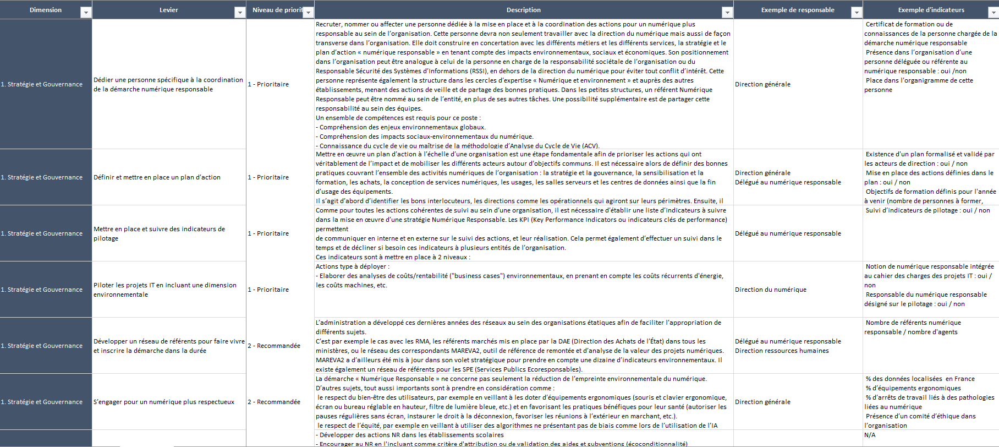 Dimension
Levier
Niveau de priorit
Description
Exemple de responsable
Exemple d'indicateurs
1. Stratégie et Gouvernance
Dédier une personne spécifique à la coordination
de la démarche numérique responsable
1 - Prioritaire
Recruter, nommer ou affecter une personne dédiée à la mise en place et à la coordination des actions pour un numérique plus
responsable au sein de l’organisation. Cette personne devra non seulement travailler avec la direction du numérique mais aussi de façon
transverse dans l’organisation. Elle doit construire en concertation avec les différents métiers et les différents services, la stratégie et le
plan d’action « numérique responsable » en tenant compte des impacts environnementaux, sociaux et économiques. Son positionnement
dans l’organisation peut être analogue à celui de la personne en charge de la responsabilité sociétale de l’organisation ou du
Responsable Sécurité des Systèmes d’Informations (RSSI), en dehors de la direction du numérique pour éviter tout conflit d’intérêt. Cette
personne représente également la structure dans les cercles d’expertise « Numérique et environnement » et auprès des autres
établissements, menant des actions de veille et de partage des bonnes pratiques. Dans les petites structures, un référent Numérique
Responsable peut être nommé au sein de l’entité, en plus de ses autres tâches. Une possibilité supplémentaire est de partager cette
responsabilité au sein des équipes.
Un ensemble de compétences est requis pour ce poste :
- Compréhension des enjeux environnementaux globaux.
- Compréhension des impacts sociaux-environnementaux du numérique.
- Connaissance du cycle de vie ou maîtrise de la méthodologie d’Analyse du Cycle de Vie (ACV).
Direction générale
Certificat de formation ou de
connaissances de la personne chargée de la
démarche numérique responsable
Présence dans l’organisation d’une
personne déléguée ou référente au
numérique responsable : oui /non
Place dans l’organigramme de cette
personne
1. Stratégie et Gouvernance
Définir et mettre en place un plan d’action
1 - Prioritaire
Mettre en œuvre un plan d’action à l’échelle d’une organisation est une étape fondamentale afin de prioriser les actions qui ont
véritablement de l’impact et de mobiliser les différents acteurs autour d’objectifs communs. Il est nécessaire alors de définir des bonnes
pratiques couvrant l’ensemble des activités numériques de l’organisation : la stratégie et la gouvernance, la sensibilisation et la
formation, les achats, la conception de services numériques, les usages, les salles serveurs et les centres de données ainsi que la fin
d’usage des équipements.
Il s’agit d’abord d’identifier les bons interlocuteurs, les directions comme les opérationnels qui agiront sur leurs périmètres. Ensuite, il
Direction générale
Délégué au numérique responsable
Existence d'un plan formalisé et validé par
les acteurs de direction : oui / non
Mise en place des actions définies dans le
plan : oui / non
Objectifs de formation définis pour l'année
à venir (nombre de personnes à former,
1. Stratégie et Gouvernance
Mettre en place et suivre des indicateurs de
pilotage
1 - Prioritaire
Comme pour toutes les actions cohérentes de suivi au sein d’une organisation, il est nécessaire d’établir une liste d’indicateurs à suivre
dans la mise en œuvre d’une stratégie Numérique Responsable. Les KPI (Key Performance Indicators ou indicateurs clés de performance)
permettent
de communiquer en interne et en externe sur le suivi des actions, et leur réalisation. Cela permet également d’effectuer un suivi dans le
temps et de décliner si besoin ces indicateurs à plusieurs entités de l’organisation.
Ces indicateurs sont à mettre en place à 2 niveaux :
Délégué au numérique responsable
Suivi d’indicateurs de pilotage : oui / non
1. Stratégie et Gouvernance
Piloter les projets IT en incluant une dimension
environnementale
1 - Prioritaire
Actions type à déployer :
- Elaborer des analyses de coûts/rentabilité ("business cases") environnementaux, en prenant en compte les coûts récurrents d'énergie,
les coûts machines, etc.
Direction du numérique
Notion de numérique responsable intégrée
au cahier des charges des projets IT : oui /
non
Responsable du numérique responsable
désigné sur le pilotage : oui / non
1. Stratégie et Gouvernance
Développer un réseau de référents pour faire vivre
et inscrire la démarche dans la durée
2 - Recommandée
L’administration a développé ces dernières années des réseaux au sein des organisations étatiques afin de faciliter l’appropriation de
différents sujets.
C’est par exemple le cas avec les RMA, les référents marchés mis en place par la DAE (Direction des Achats de l’État) dans tous les
ministères, ou le réseau des correspondants MAREVA2, outil de référence de remontée et d’analyse de la valeur des projets numériques.
MAREVA2 a d’ailleurs été mis à jour dans son volet stratégique pour prendre en compte une dizaine d’indicateurs environnementaux. Il
existe également un réseau de référents pour les SPE (Services Publics Ecoresponsables).
Délégué au numérique responsable
Direction ressources humaines
Nombre de référents numérique
responsable / nombre d'agents
1. Stratégie et Gouvernance
S’engager pour un numérique plus respectueux
2 - Recommandée
La démarche « Numérique Responsable » ne concerne pas seulement la réduction de l’empreinte environnementale du numérique.
D’autres sujets, tout aussi importants sont à prendre en considération comme :
le respect du bien-être des utilisateurs, par exemple en veillant à les doter d’équipements ergonomiques (souris et clavier ergonomique,
écran ou bureau réglable en hauteur, filtre de lumière bleue, etc.) et en favorisant les pratiques bénéfiques pour leur santé (autoriser les
pauses régulières sans écran, instaurer le droit à la déconnexion, favoriser les réunions à l’extérieur en marchant, etc.).
le respect de l’équité, par exemple en veillant à utiliser des algorithmes ne présentant pas de biais comme lors de l’utilisation de l’IA
Direction générale
% des données localisées en France
% d’équipements ergonomiques
% d’arrêts de travail liés à des pathologies
liées au numérique
Présence d’un comité d’éthique dans
l’organisation
- Développer des actions NR dans les établissements scolaires
- Encourager au NR en l'incluant comme critère d'attribution ou de validation des aides et subventions (écoconditionnalité)
N/A